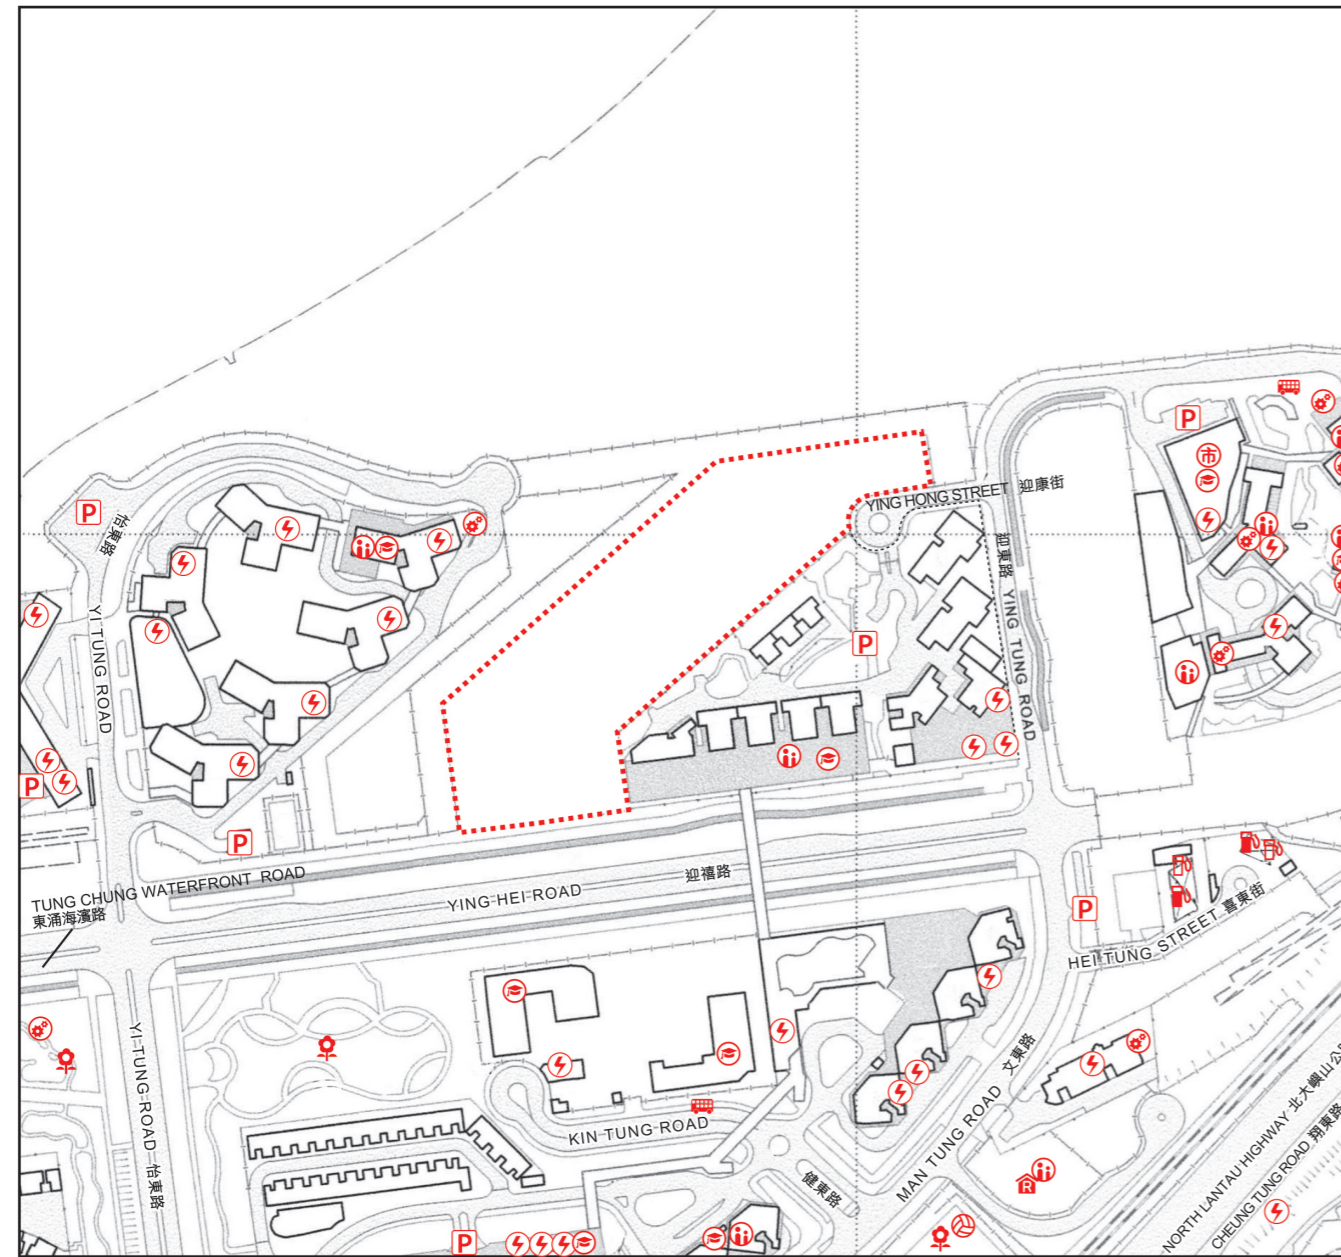 P
市
YING HONG STREET 迎康街
P
怡東路
迎東路 YING TUNG ROAD
YI TUNG ROAD
P
P
P
TUNG CHUNG WATERFRONT ROAD
東涌海濱路
YING HEI ROAD
迎禧路
P
HEI TUNG STREET 喜東街
YI TUNG ROAD 怡東路
KIN TUNG ROAD
健東路
MAN TUNG ROAD 文東路
R
NORTH LANTAU HIGHWAY 北大嶼山公
CHEUNG TUNG ROAD 翔東路
P